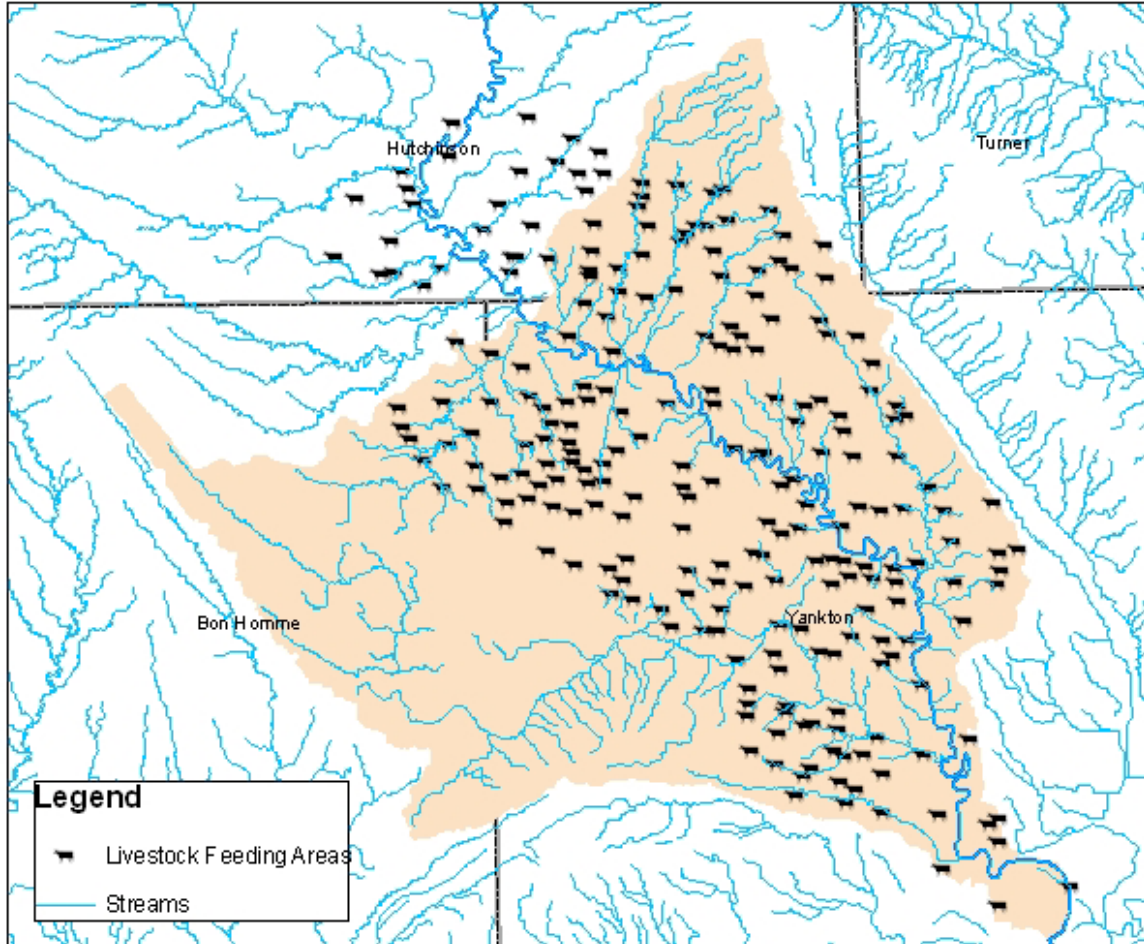 Hutchinson
Turner
Bon Homme
Yankton
Legend
Livestock Feeding Areas
Streams